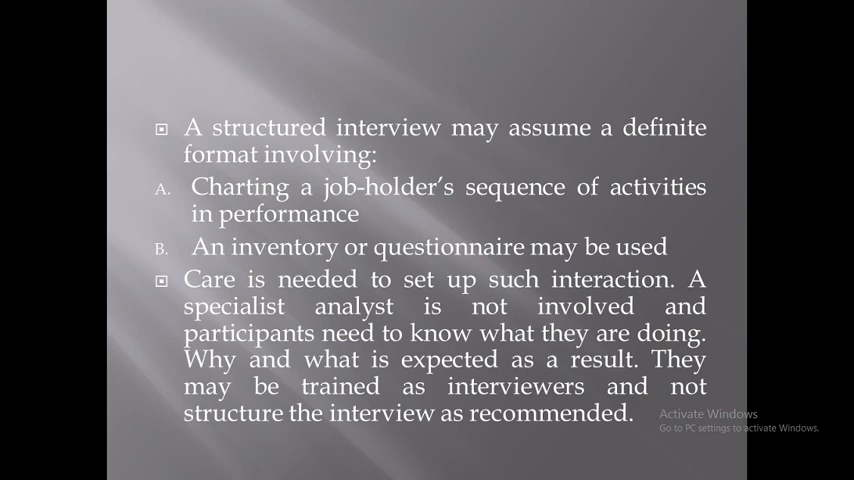 A structured interview may assume a definite
format involving:
A. Charting a job-holder's sequence of activities
in performance
B. An inventory or questionnaire may be used
Care is needed to set up such interaction. A
specialist analyst is not involved and
participants need to know what they are doing.
Why and what is expected as a result. They
may be trained as interviewers and not
structure the interview as recommended.
Activate Windows
Go to PC settings to activate Windows.